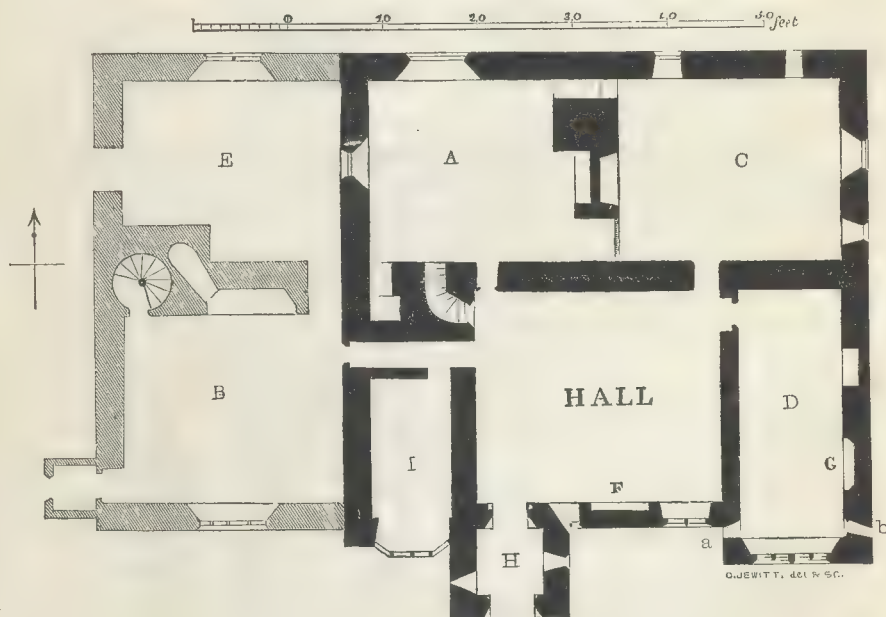 0 10 20 30 40 50 feet
E A C
B HALL D
I F G
H a b
O.JEWITT. del & SC.